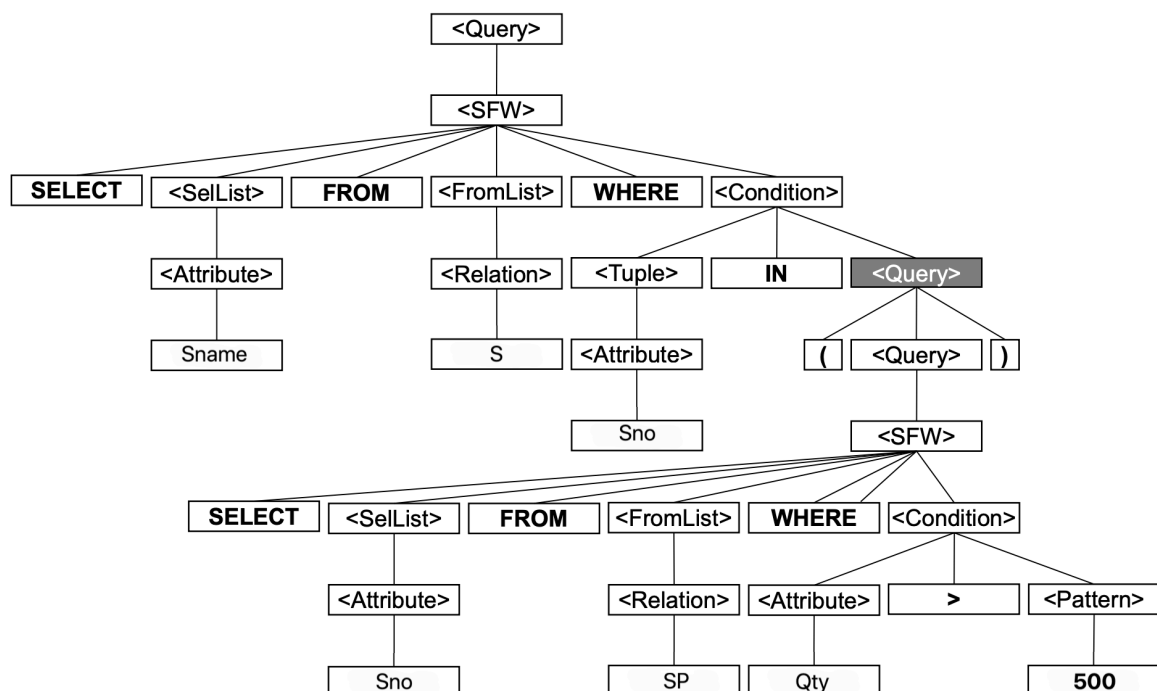 <Query>
<SFW>
SELECT <SelList> FROM <FromList> WHERE <Condition>
<Attribute> <Relation> <Tuple> IN <Query>
Sname S <Attribute> ( <Query> )
Sno <SFW>
SELECT <SelList> FROM <FromList> WHERE <Condition>
<Attribute> <Relation> <Attribute> > <Pattern>
Sno SP Qty 500